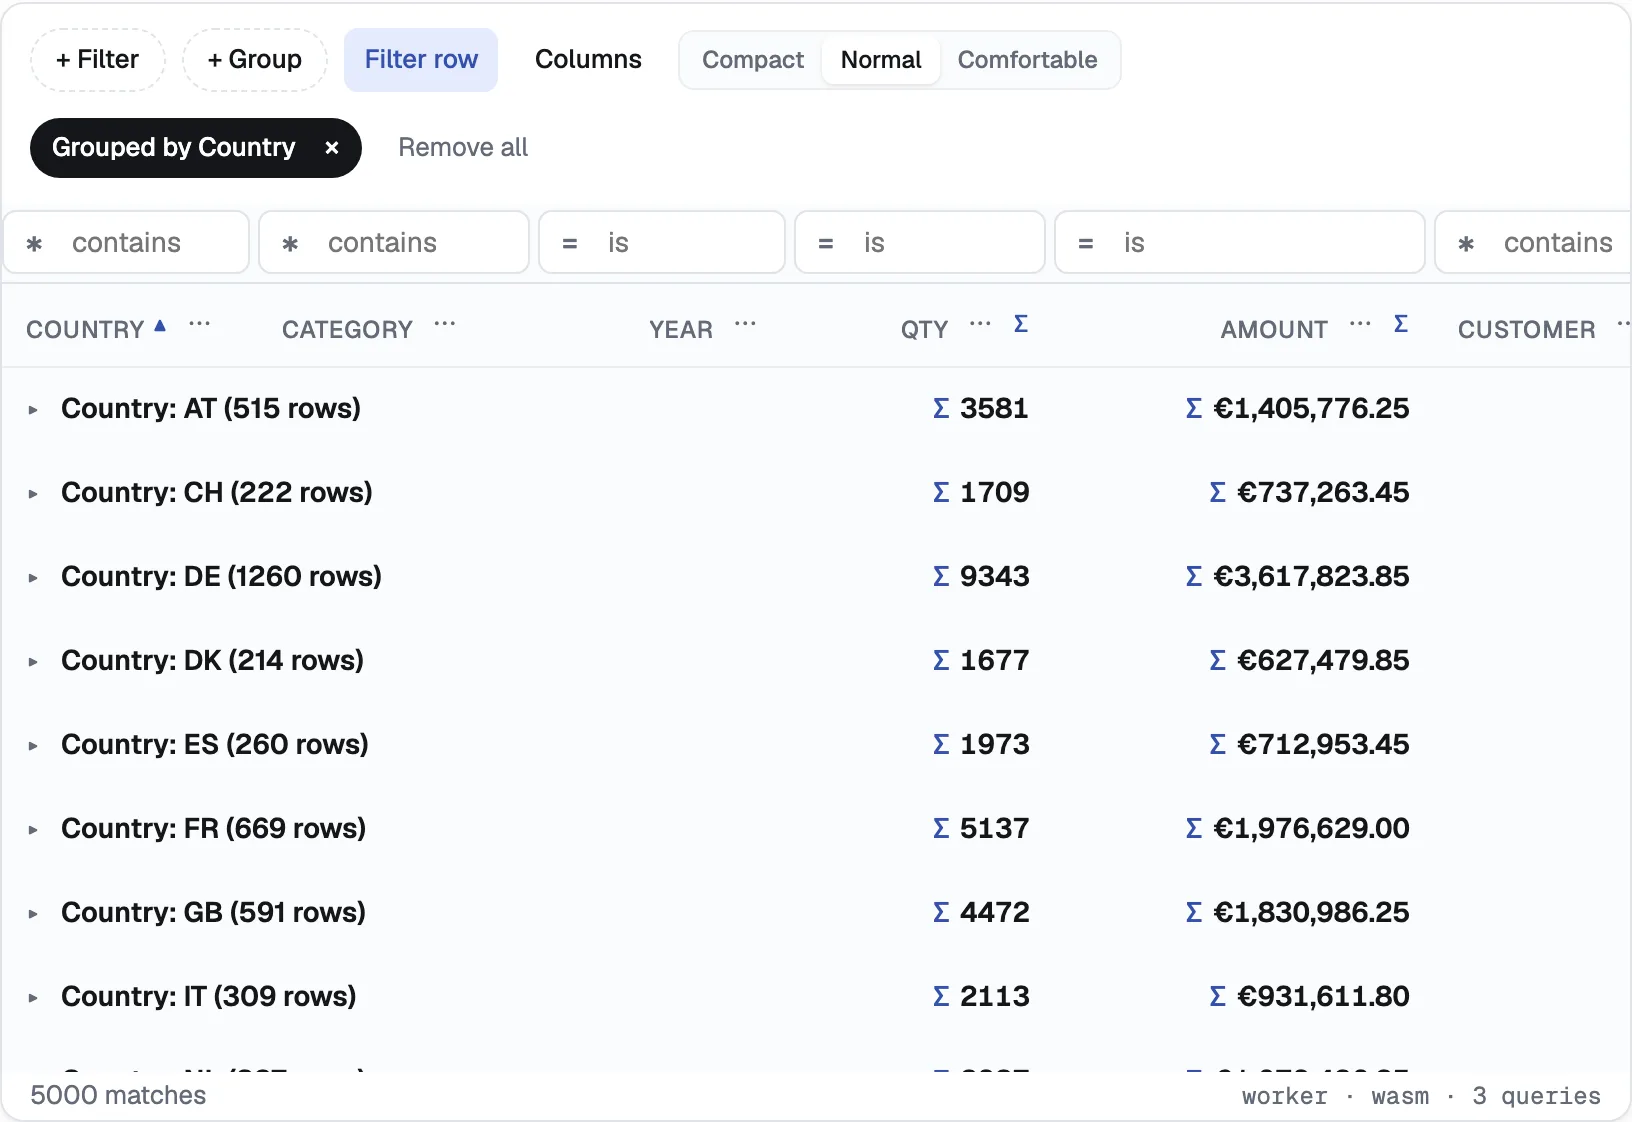 + Filter + Group Filter row Columns Compact Normal Comfortable
Grouped by Country × Remove all
* contains * contains = is = is = is * contains
COUNTRY ▲ ··· CATEGORY ··· YEAR ··· QTY ··· Σ AMOUNT ··· Σ CUSTOMER ··
▸ Country: AT (515 rows) Σ 3581 Σ €1,405,776.25
▸ Country: CH (222 rows) Σ 1709 Σ €737,263.45
▸ Country: DE (1260 rows) Σ 9343 Σ €3,617,823.85
▸ Country: DK (214 rows) Σ 1677 Σ €627,479.85
▸ Country: ES (260 rows) Σ 1973 Σ €712,953.45
▸ Country: FR (669 rows) Σ 5137 Σ €1,976,629.00
▸ Country: GB (591 rows) Σ 4472 Σ €1,830,986.25
▸ Country: IT (309 rows) Σ 2113 Σ €931,611.80
5000 matches worker · wasm · 3 queries